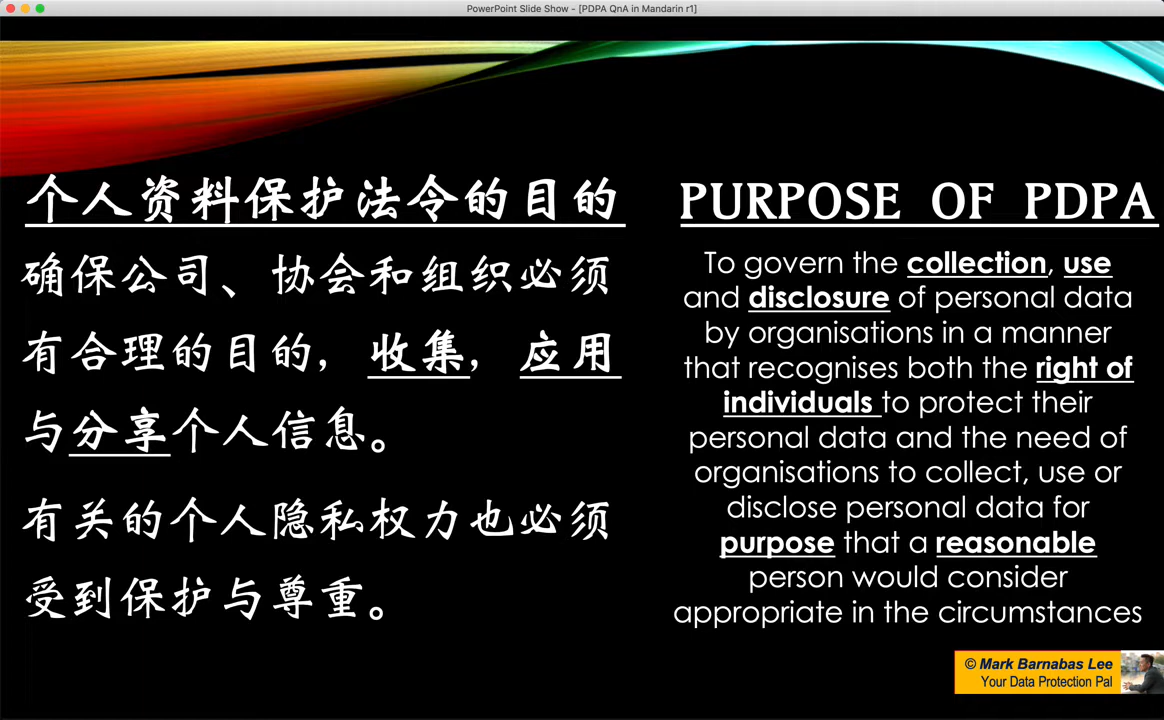 PowerPoint Slide Show - [PDPA QnA in Mandarin r1]
个人资料保护法令的目的
确保公司、协会和组织必须
有合理的目的，收集，应用
与分享个人信息。
有关的个人隐私权力也必须
受到保护与尊重。
PURPOSE OF PDPA
To govern the collection, use
and disclosure of personal data
by organisations in a manner
that recognises both the right of
individuals to protect their
personal data and the need of
organisations to collect, use or
disclose personal data for
purpose that a reasonable
person would consider
appropriate in the circumstances
© Mark Barnabas Lee
Your Data Protection Pal